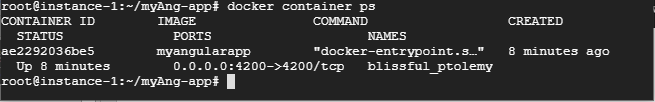 root@instance-1:~/myAng-app# docker container ps
CONTAINER ID        IMAGE               COMMAND                  CREATED
  STATUS              PORTS                    NAMES
ae2292036be5        myangularapp        "docker-entrypoint.s…"   8 minutes ago
  Up 8 minutes        0.0.0.0:4200->4200/tcp   blissful_ptolemy
root@instance-1:~/myAng-app#